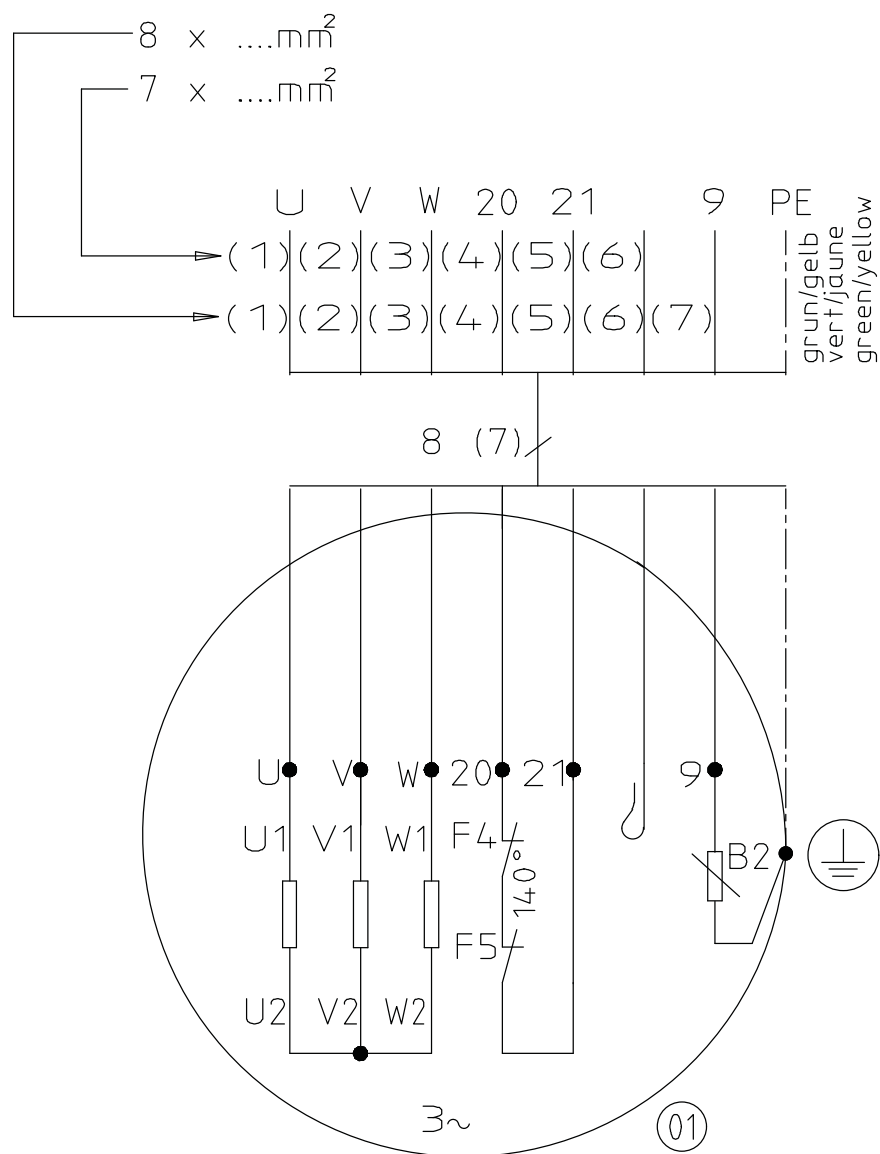 8 x ....mm²
7 x ....mm²
U V W 20 21 9 PE
(1)(2)(3)(4)(5)(6)
(1)(2)(3)(4)(5)(6)(7)
grun/gelb
vert/jaune
green/yellow
8 (7)
U V W 20 21 9
U1 V1 W1 F4 B2
140°
F5
U2 V2 W2
3~
01